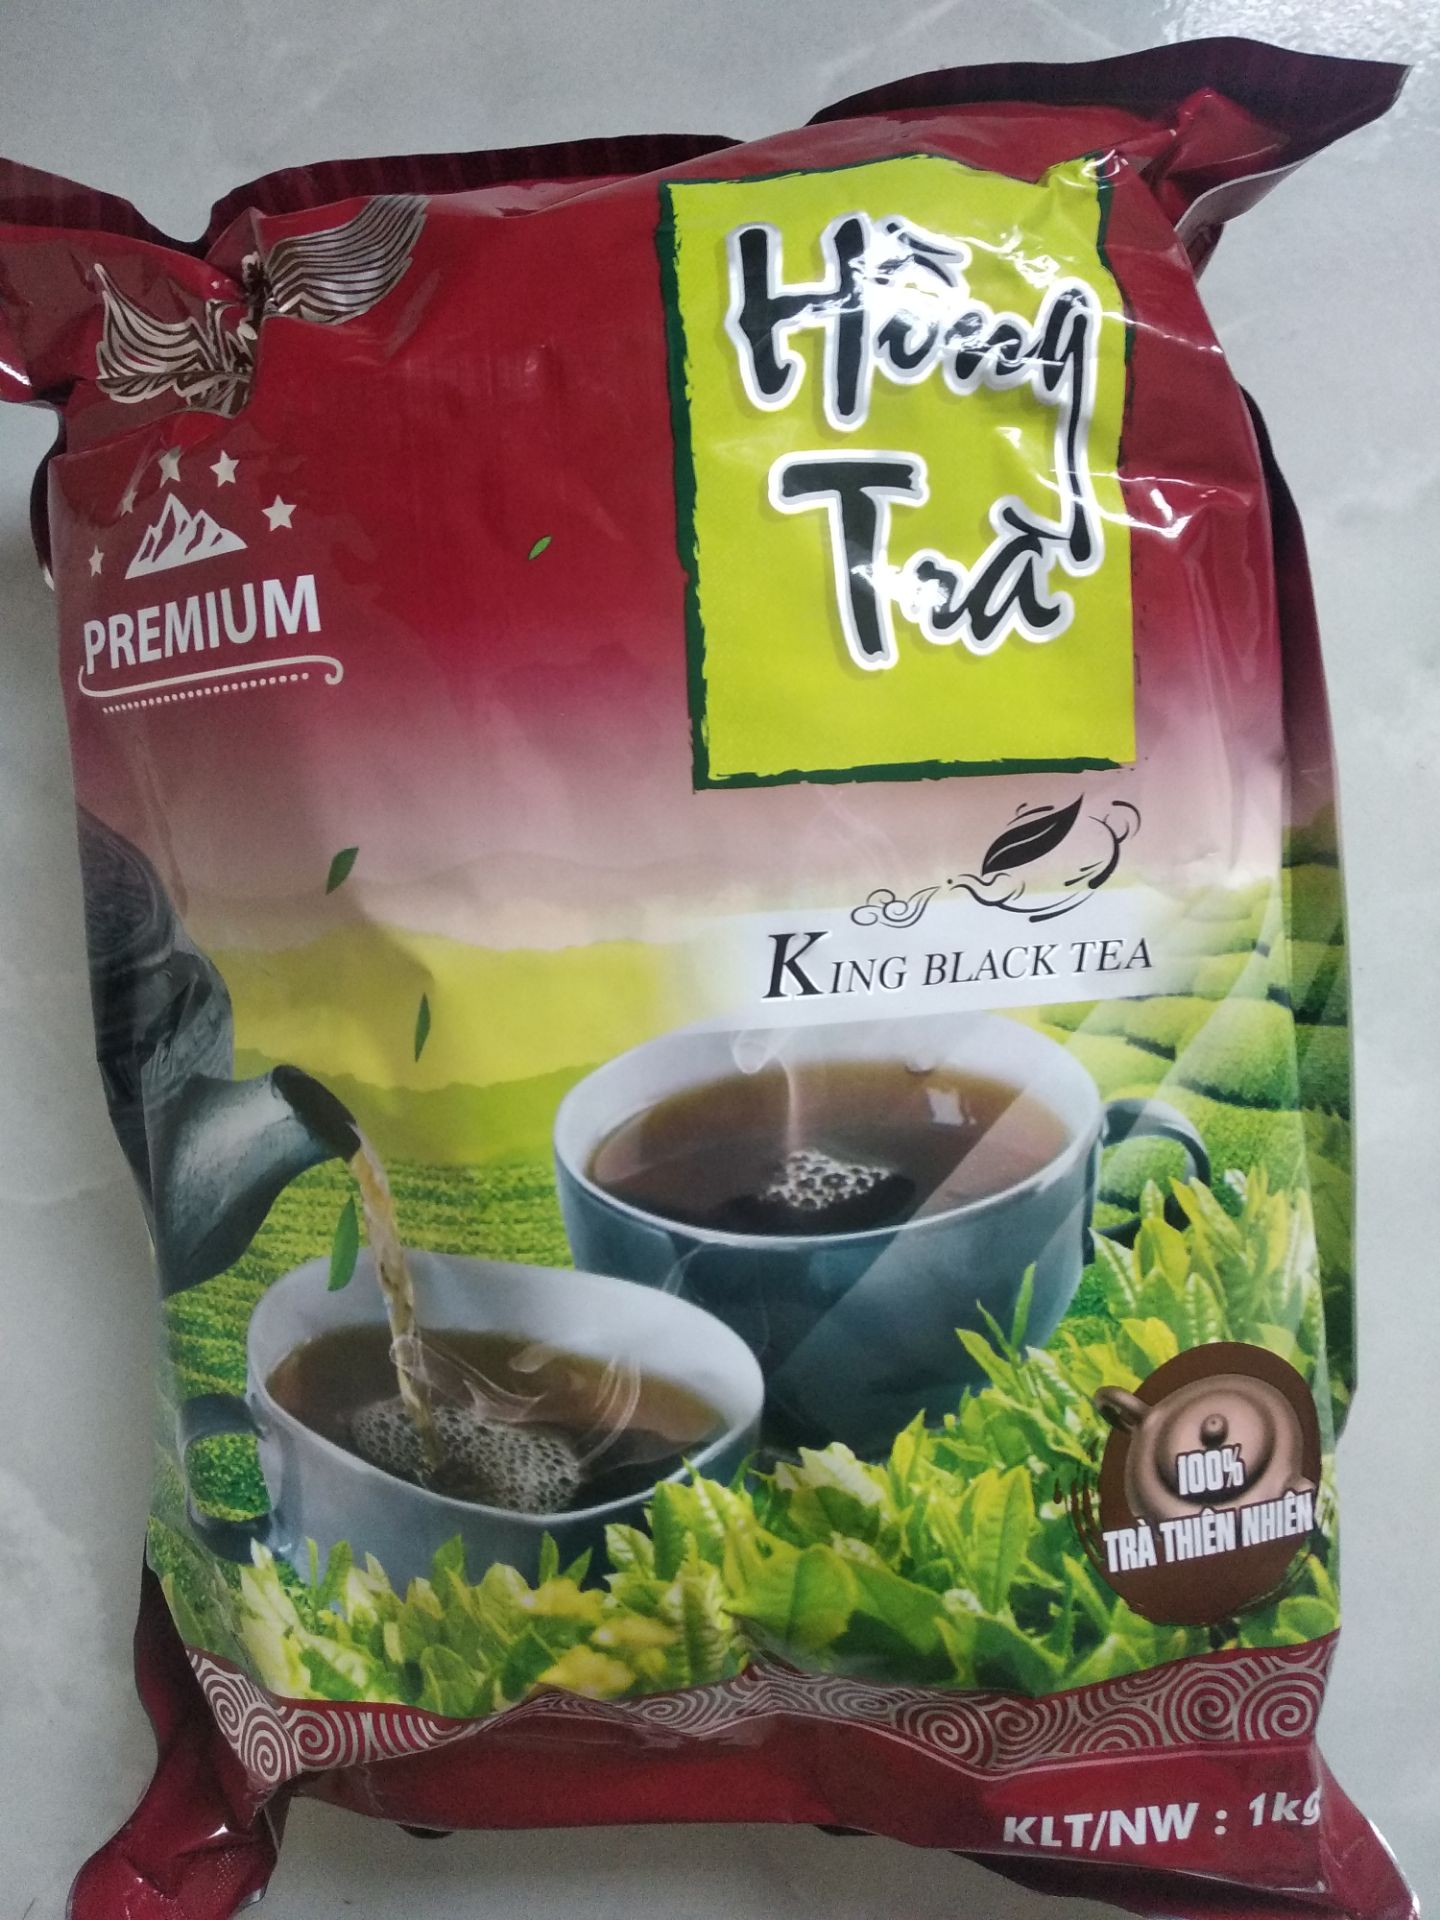 Hồng
Trà
PREMIUM
KING BLACK TEA
100%
TRÀ THIÊN NHIÊN
KLT/NW : 1kg